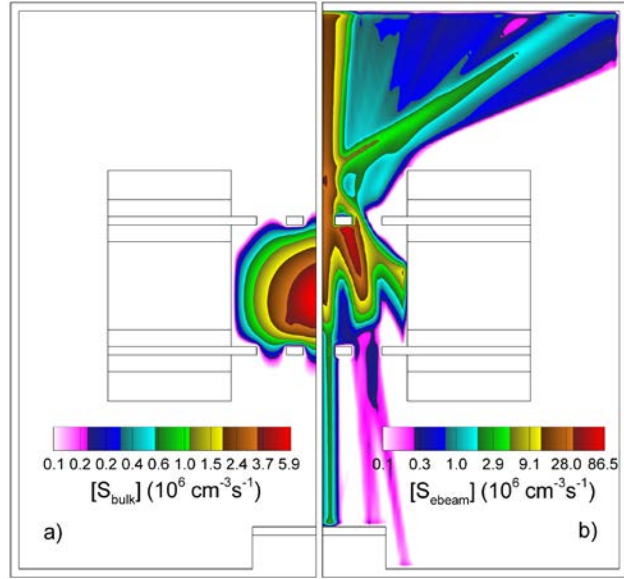 0.1 0.2 0.2 0.4 0.6 1.0 1.5 2.4 3.7 5.9
[S_bulk] (10^6 cm^-3s^-1)
a)
0.1 0.3 1.0 2.9 9.1 28.0 86.5
[S_ebeam] (10^6 cm^-3s^-1)
b)